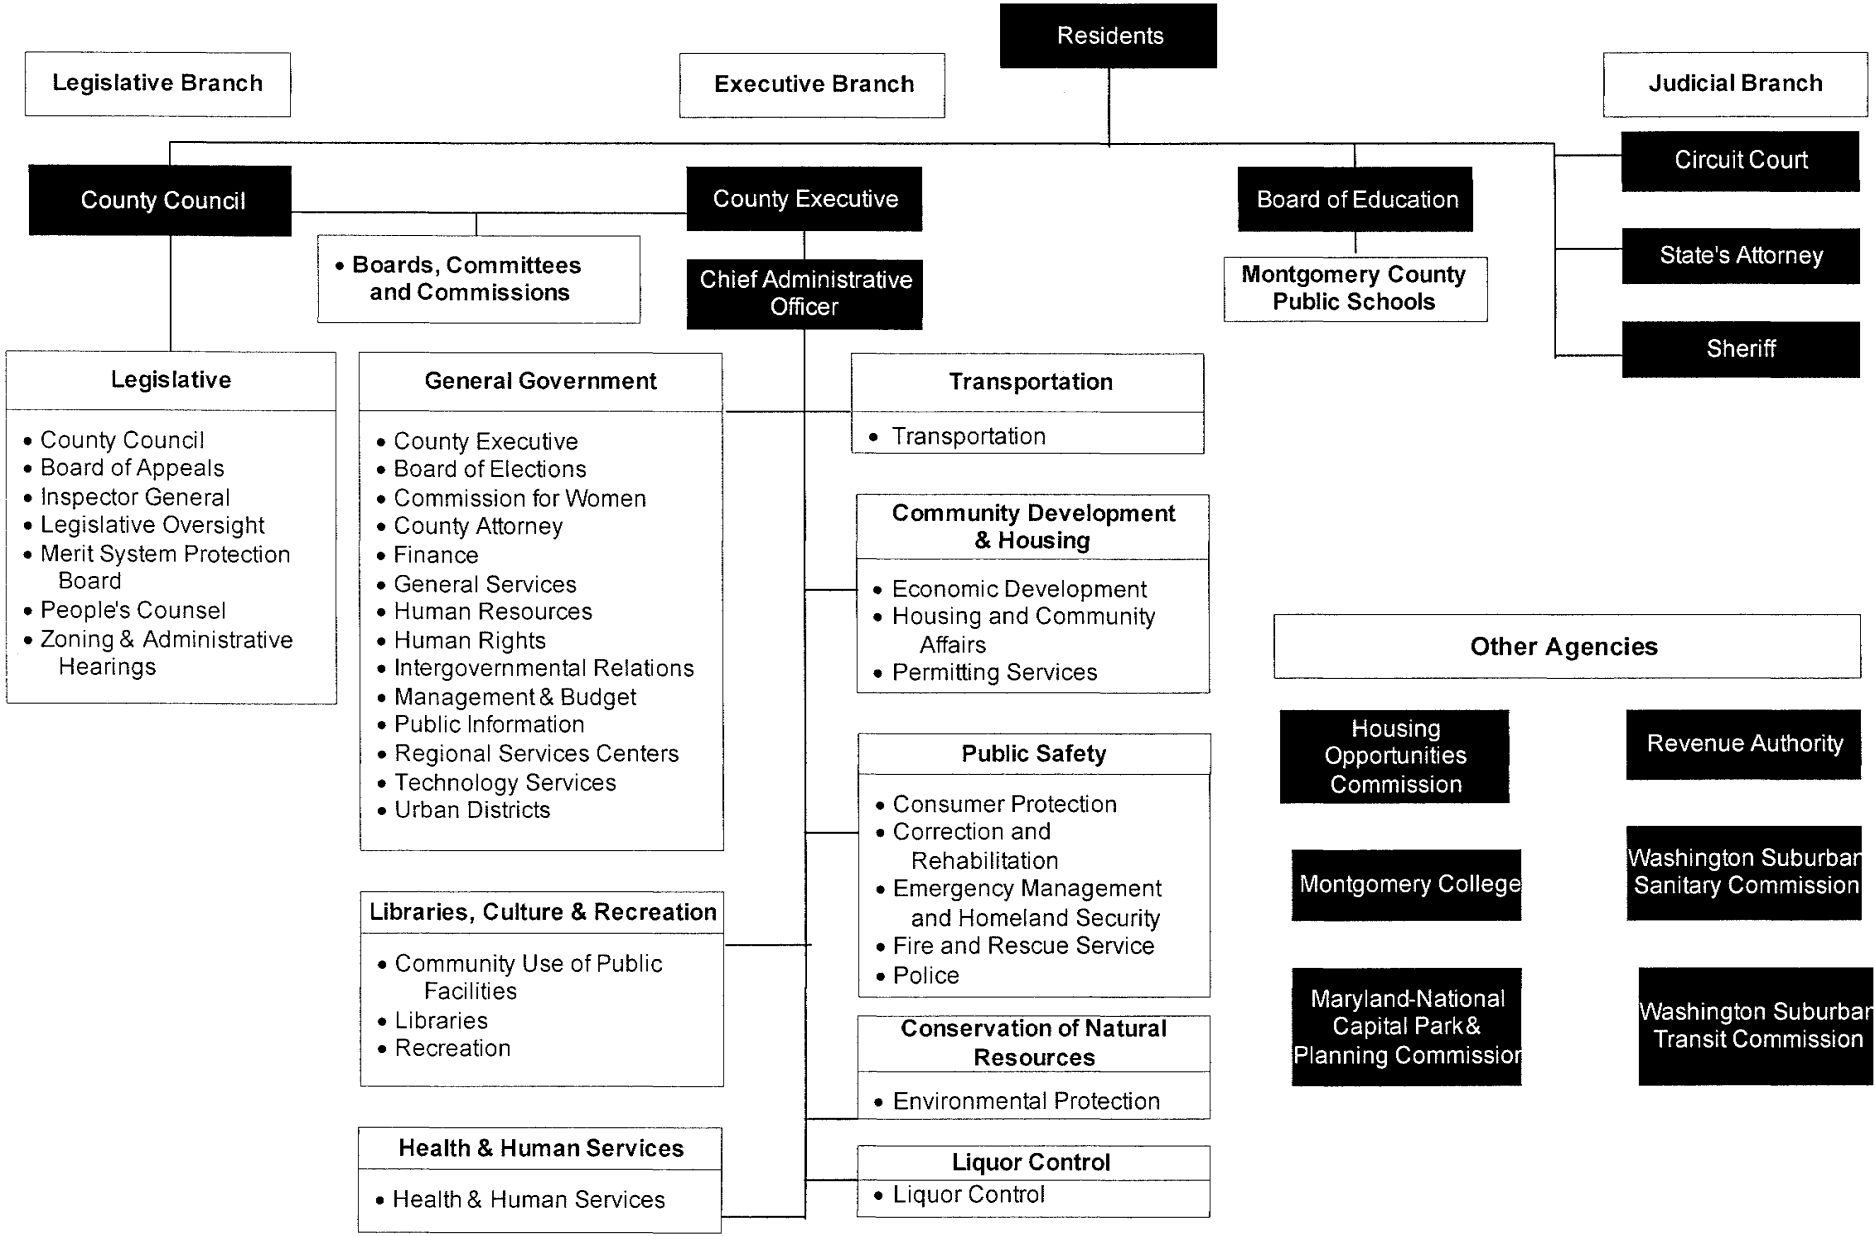 Residents
Legislative Branch
Executive Branch
Judicial Branch
County Council
County Executive
Board of Education
Circuit Court
State's Attorney
Sheriff
• Boards, Committees
and Commissions
Chief Administrative
Officer
Montgomery County
Public Schools
Legislative
• County Council
• Board of Appeals
• Inspector General
• Legislative Oversight
• Merit System Protection
Board
• People's Counsel
• Zoning & Administrative
Hearings
General Government
• County Executive
• Board of Elections
• Commission for Women
• County Attorney
• Finance
• General Services
• Human Resources
• Human Rights
• Intergovernmental Relations
• Management & Budget
• Public Information
• Regional Services Centers
• Technology Services
• Urban Districts
Libraries, Culture & Recreation
• Community Use of Public
Facilities
• Libraries
• Recreation
Health & Human Services
• Health & Human Services
Transportation
• Transportation
Community Development
& Housing
• Economic Development
• Housing and Community
Affairs
• Permitting Services
Public Safety
• Consumer Protection
• Correction and
Rehabilitation
• Emergency Management
and Homeland Security
• Fire and Rescue Service
• Police
Conservation of Natural
Resources
• Environmental Protection
Liquor Control
• Liquor Control
Other Agencies
Housing
Opportunities
Commission
Revenue Authority
Montgomery College
Washington Suburban
Sanitary Commission
Maryland-National
Capital Park &
Planning Commission
Washington Suburban
Transit Commission